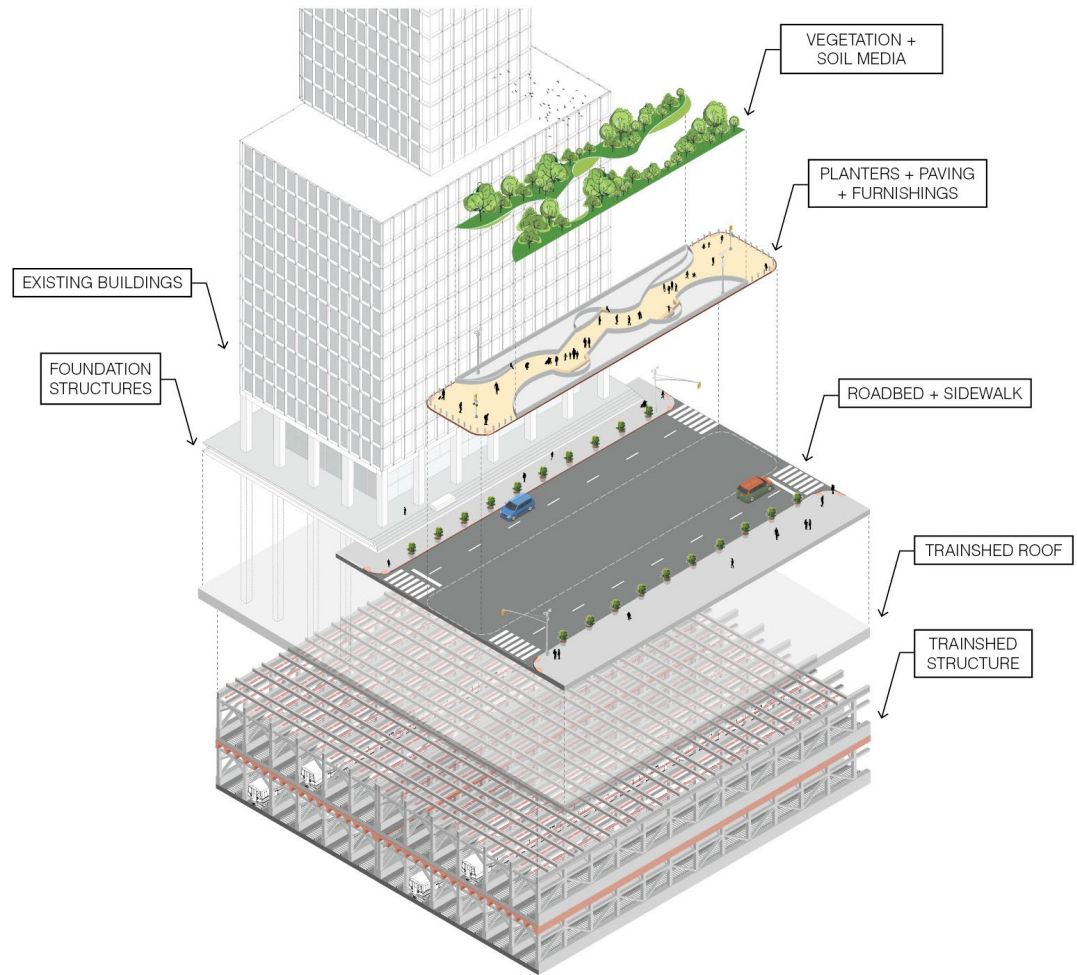 VEGETATION +
SOIL MEDIA
PLANTERS + PAVING
+ FURNISHINGS
EXISTING BUILDINGS
FOUNDATION
STRUCTURES
ROADBED + SIDEWALK
TRAINSHED ROOF
TRAINSHED
STRUCTURE